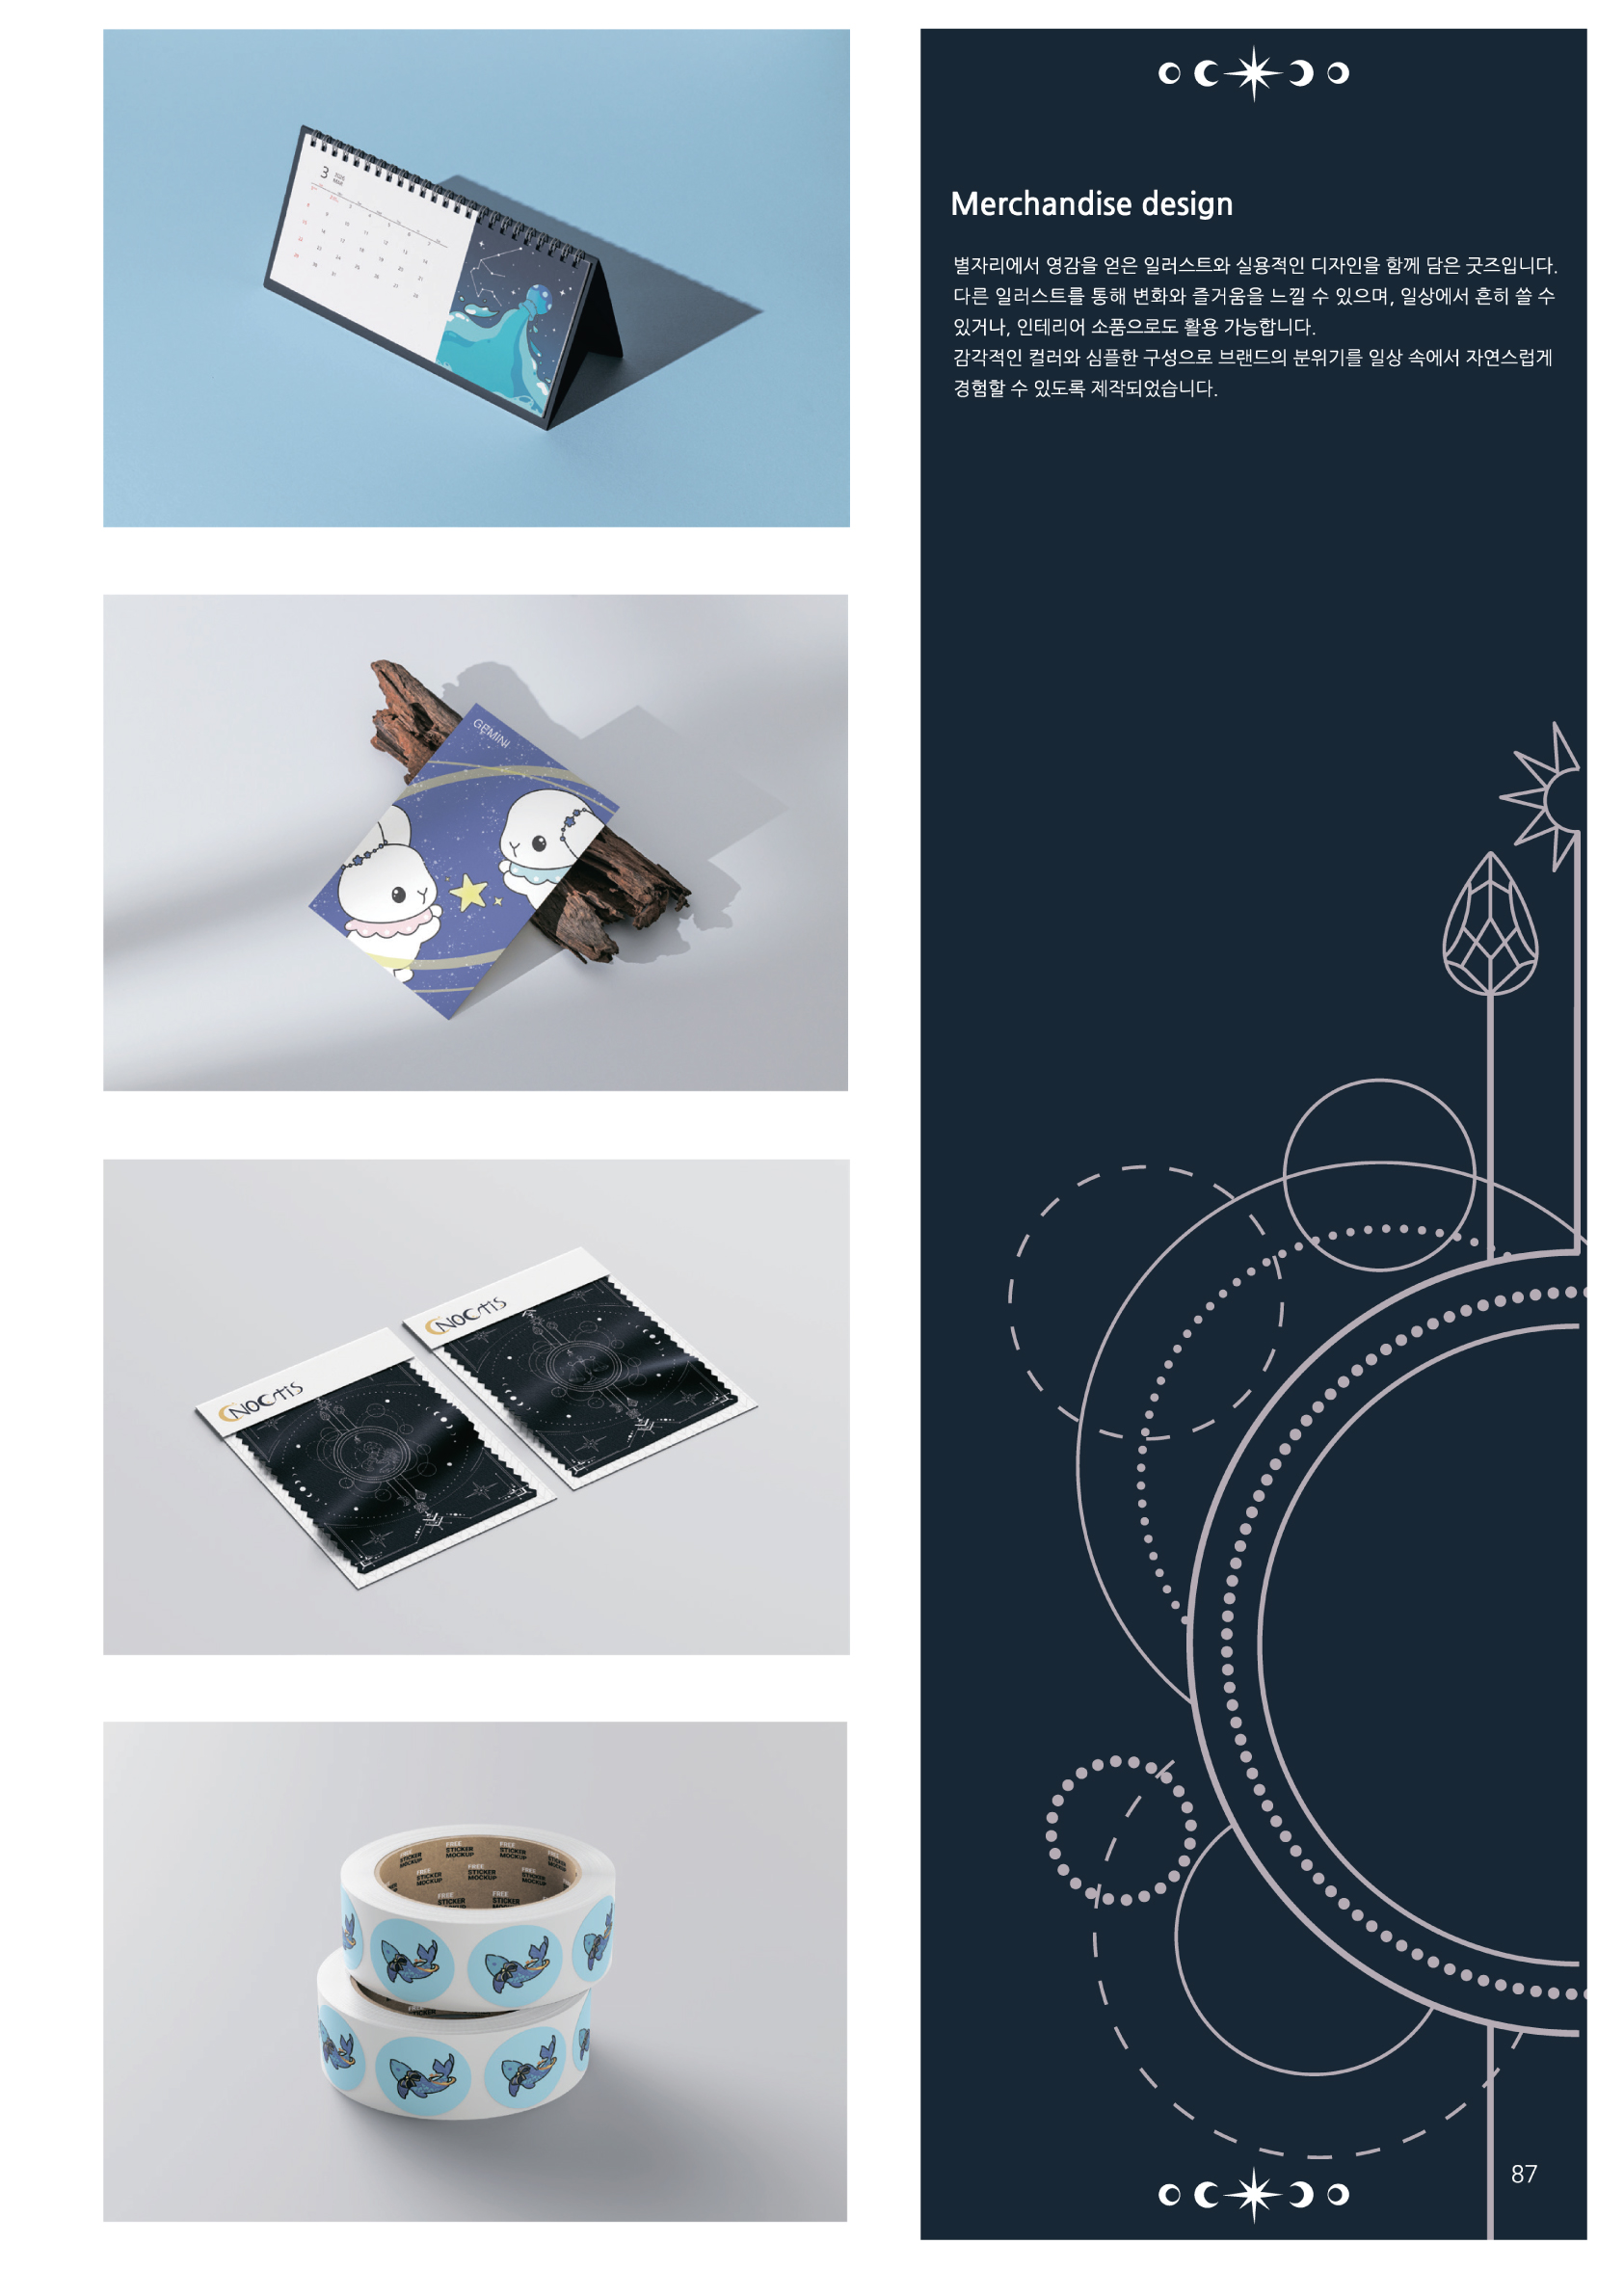 Merchandise design
별자리에서 영감을 얻은 일러스트와 실용적인 디자인을 함께 담은 굿즈입니다.
다른 일러스트를 통해 변화와 즐거움을 느낄 수 있으며, 일상에서 흔히 쓸 수
있거나, 인테리어 소품으로도 활용 가능합니다.
감각적인 컬러와 심플한 구성으로 브랜드의 분위기를 일상 속에서 자연스럽게
경험할 수 있도록 제작되었습니다.
3
GEMINI
NOCtIS
NOCtIS
FREE STICKER MOCKUP
87